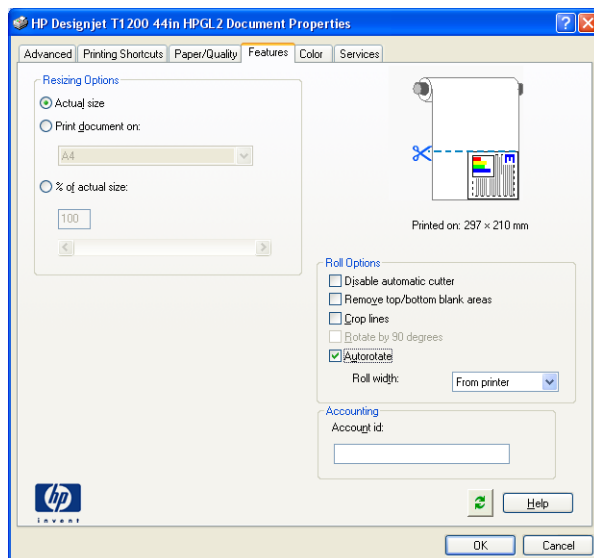 HP Designjet T1200 44in HPGL2 Document Properties
Advanced Printing Shortcuts Paper/Quality Features Color Services
Resizing Options
Actual size
Print document on:
A4
% of actual size:
100
Printed on: 297 × 210 mm
Roll Options
Disable automatic cutter
Remove top/bottom blank areas
Crop lines
Rotate by 90 degrees
Autorotate
Roll width: From printer
Accounting
Account id:
hp
invent
Help
OK Cancel